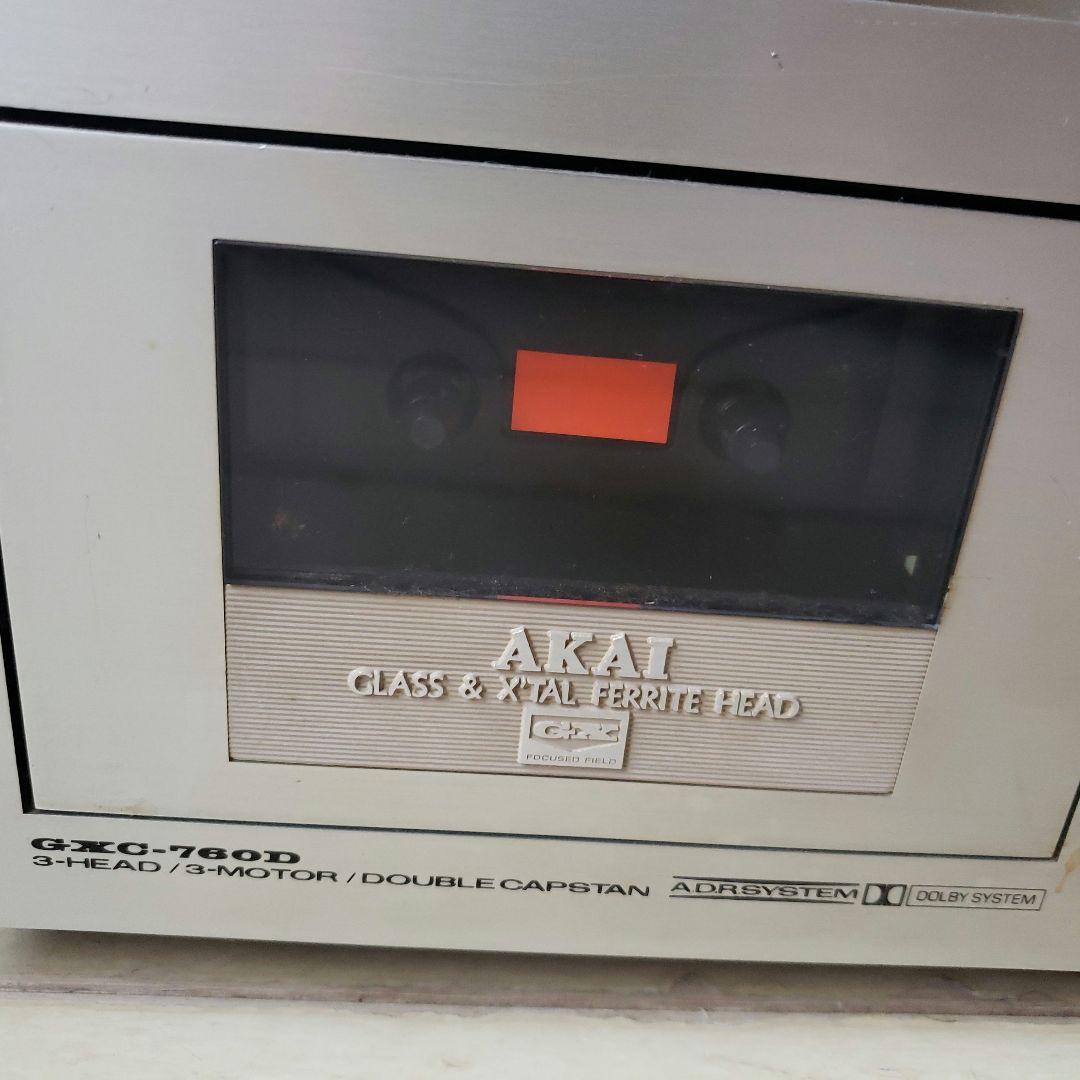 AKAI
GLASS & X'TAL FERRITE HEAD
GX
FOCUSED FIELD
GXC-760D
3-HEAD / 3-MOTOR / DOUBLE CAPSTAN A.D.R.SYSTEM DOLBY SYSTEM